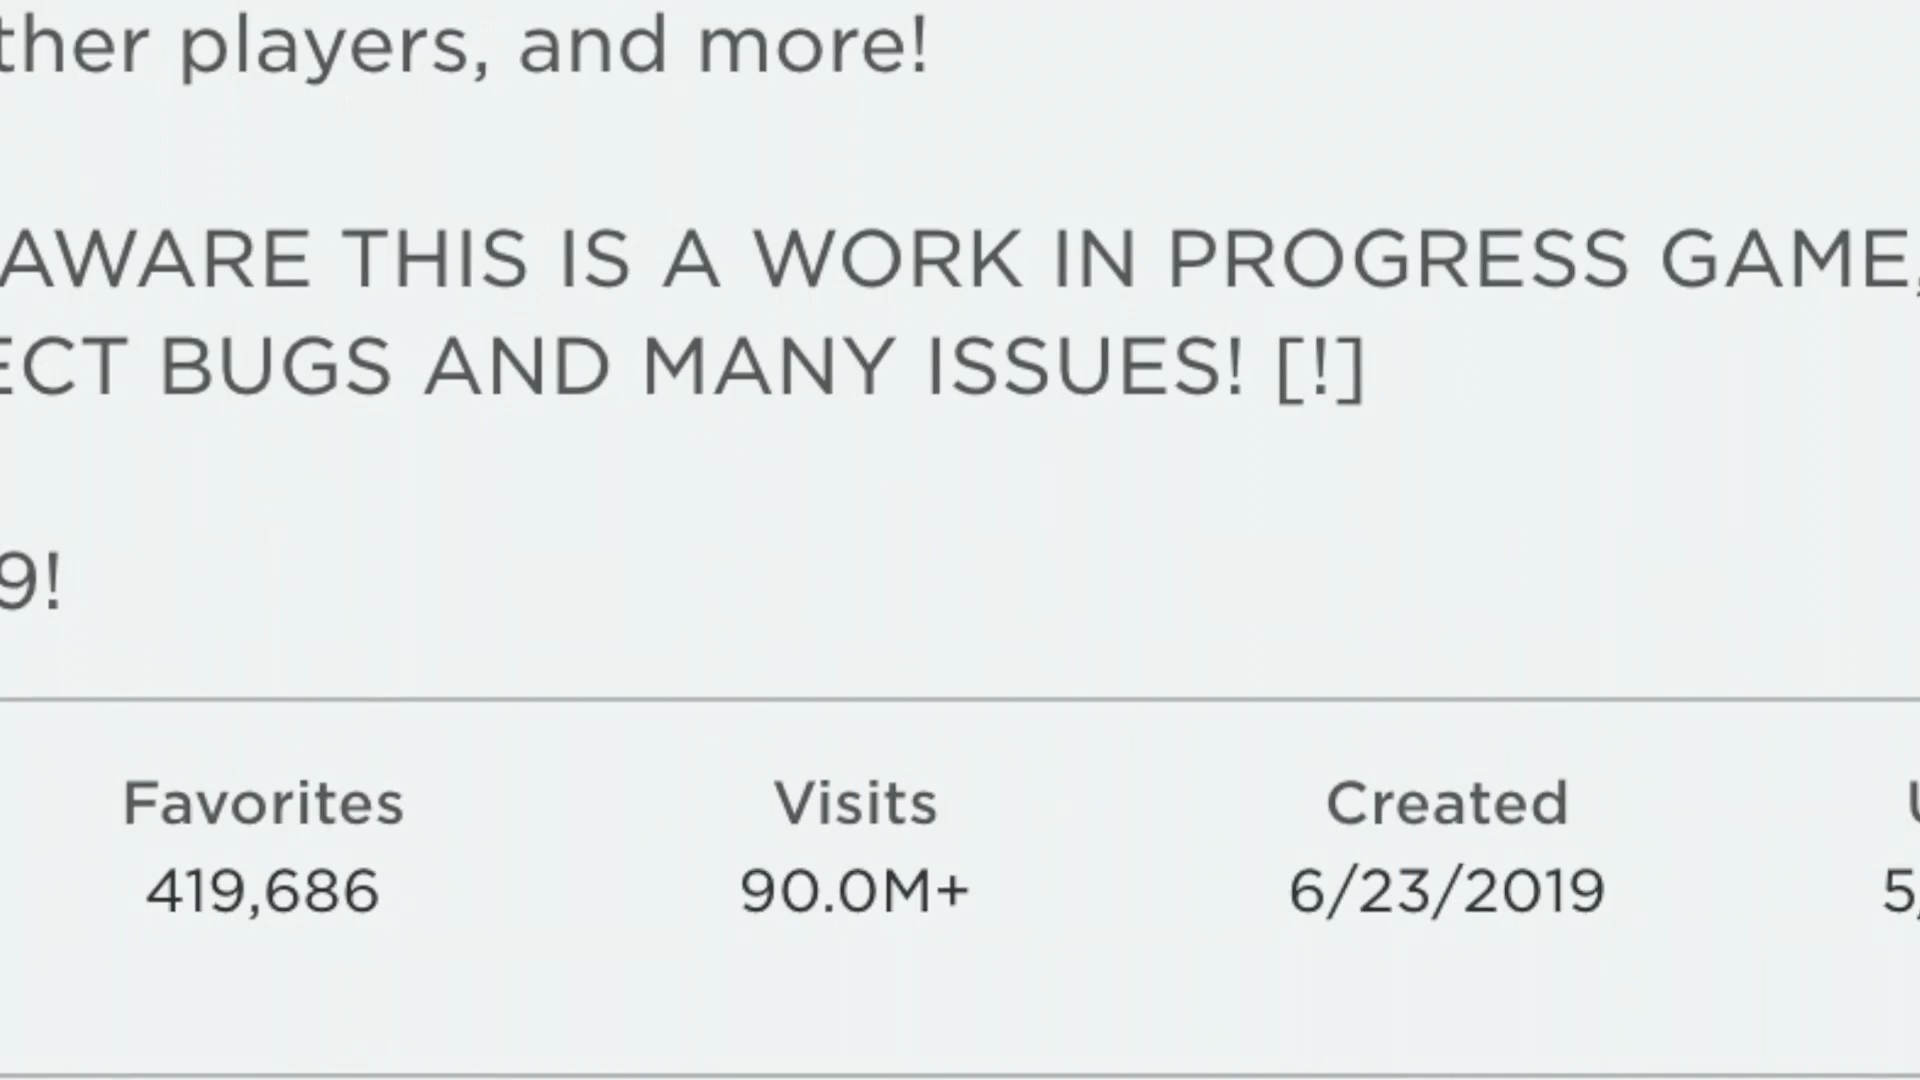 ther players, and more!
AWARE THIS IS A WORK IN PROGRESS GAME,
ECT BUGS AND MANY ISSUES! [!]
9!
Favorites Visits Created
419,686 90.0M+ 6/23/2019 5/